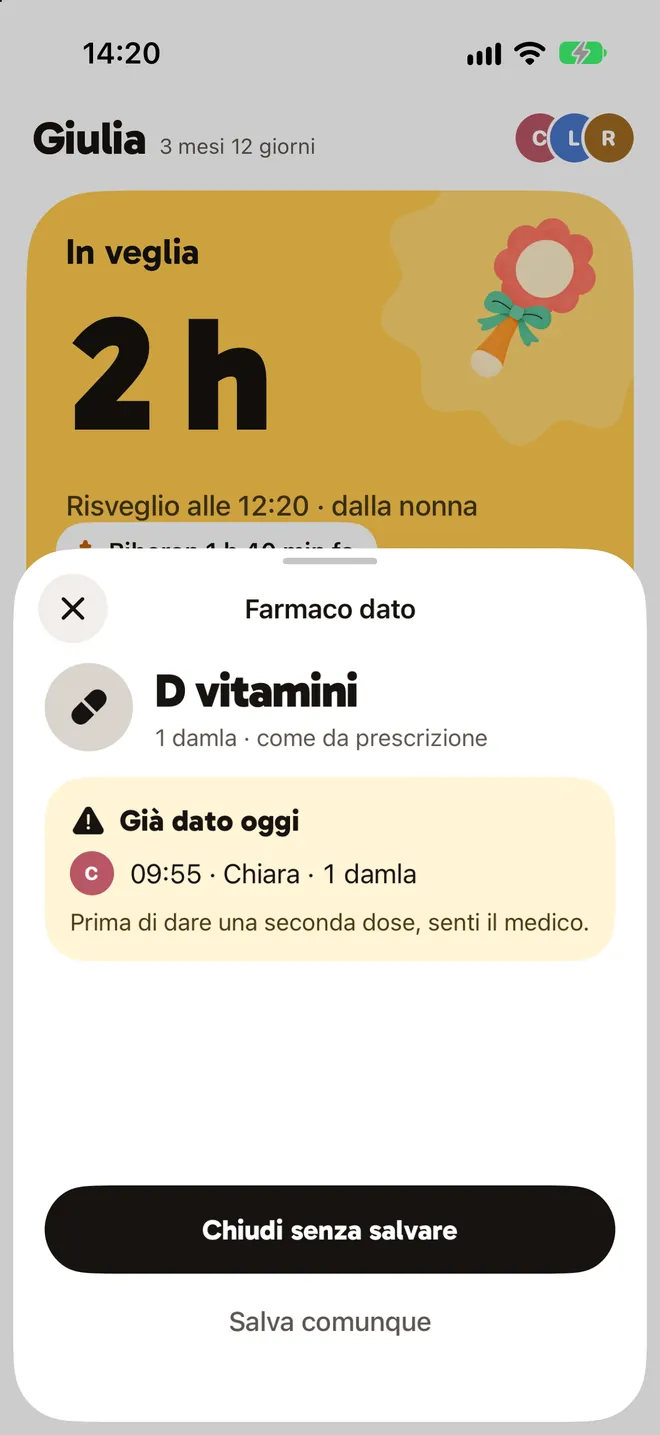 14:20
Giulia 3 mesi 12 giorni
C L R
In veglia
2 h
Risveglio alle 12:20 · dalla nonna
Farmaco dato
D vitamini
1 damla · come da prescrizione
Già dato oggi
C 09:55 · Chiara · 1 damla
Prima di dare una seconda dose, senti il medico.
Chiudi senza salvare
Salva comunque